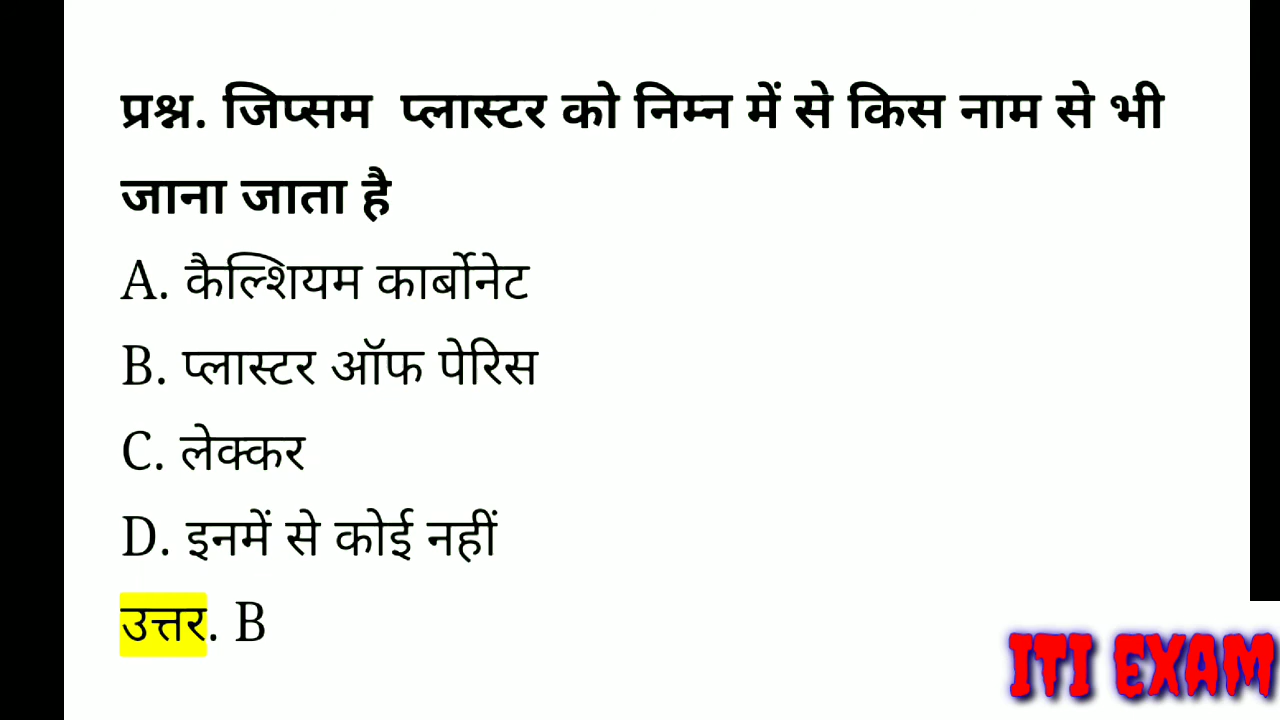 प्रश्न. जिप्सम प्लास्टर को निम्न में से किस नाम से भी
जाना जाता है
A. कैल्शियम कार्बोनेट
B. प्लास्टर ऑफ पेरिस
C. लेक्कर
D. इनमें से कोई नहीं
उत्तर. B
ITI EXAM